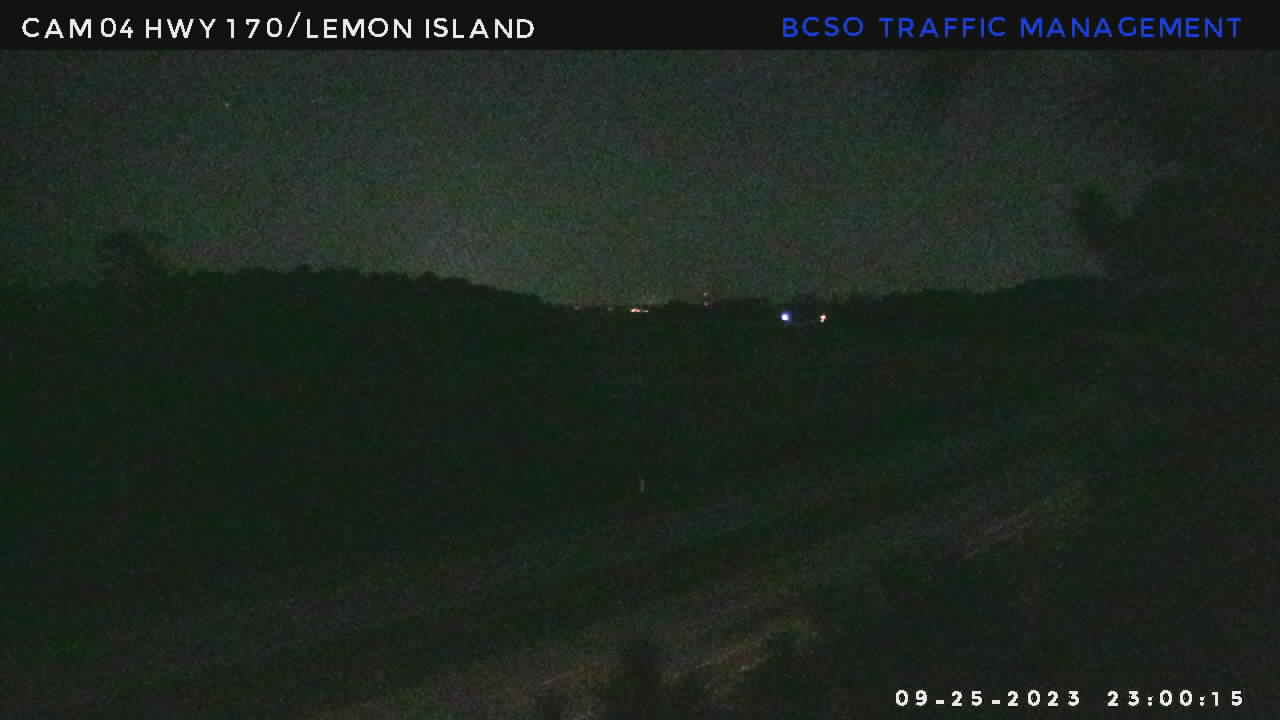 CAM04 HWY 170/LEMON ISLAND
BCSO TRAFFIC MANAGEMENT
09-25-2023 23:00:15